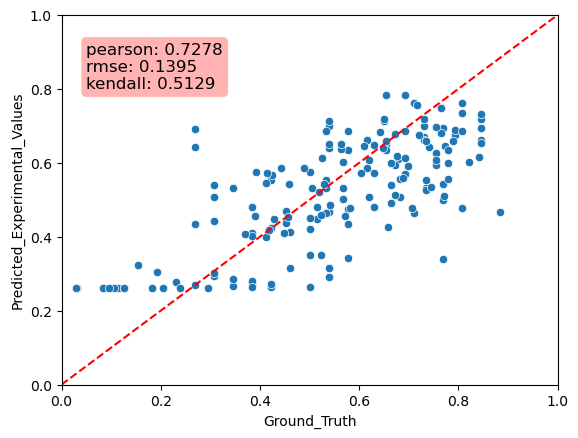 pearson: 0.7278
rmse: 0.1395
kendall: 0.5129
1.0
0.8
0.6
0.4
0.2
0.0
Predicted_Experimental_Values
0.0 0.2 0.4 0.6 0.8 1.0
Ground_Truth